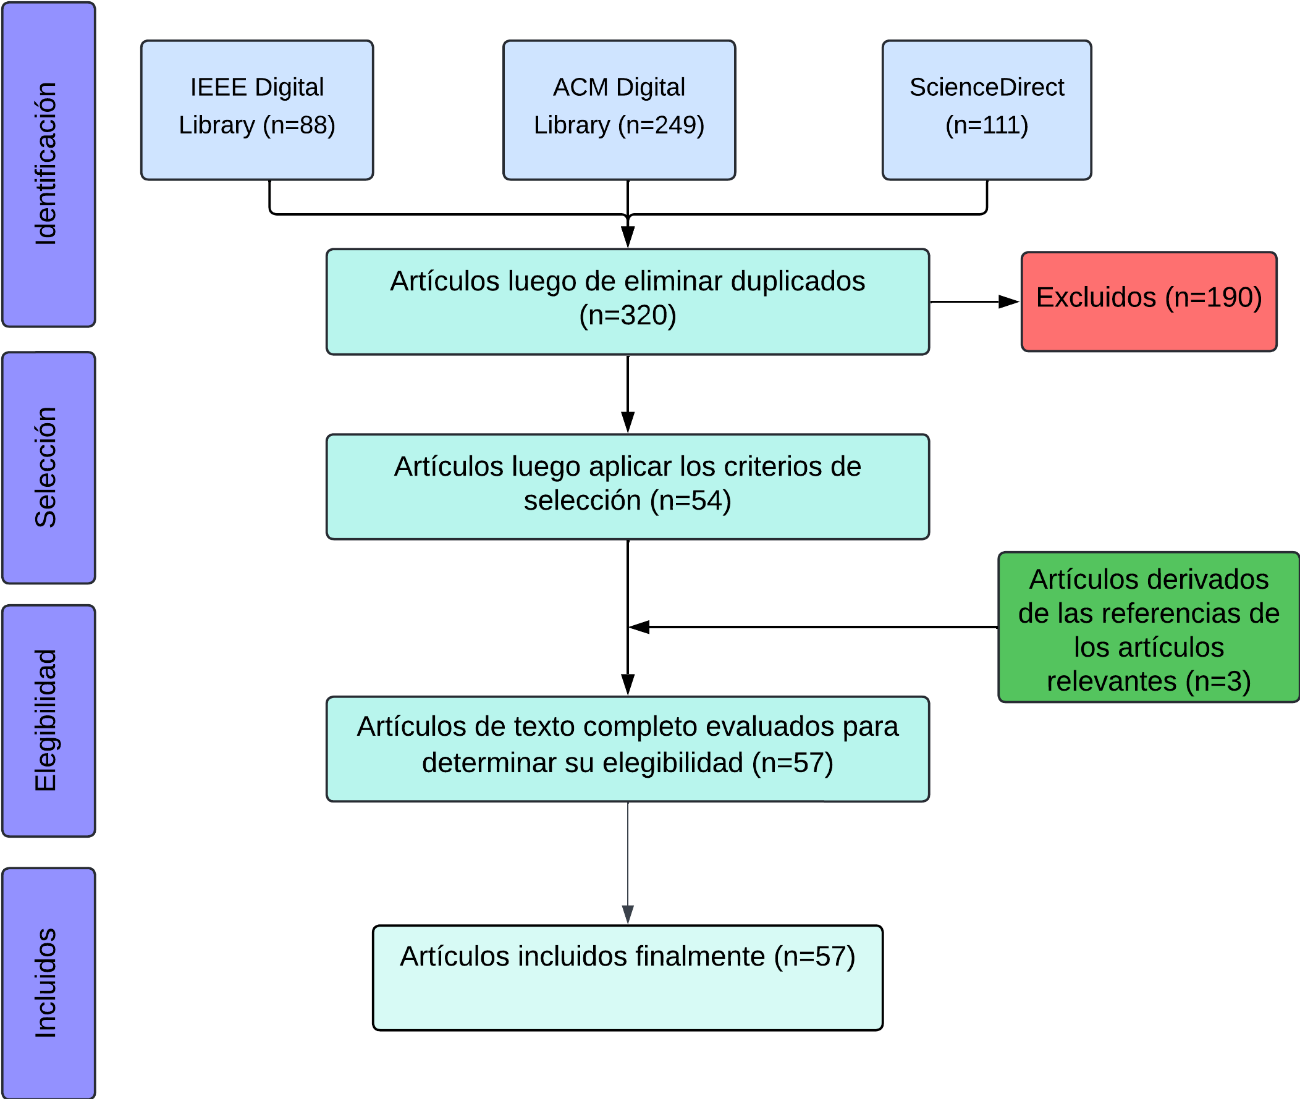 Identificación
IEEE Digital
Library (n=88)
ACM Digital
Library (n=249)
ScienceDirect
(n=111)
Artículos luego de eliminar duplicados
(n=320)
Excluidos (n=190)
Selección
Artículos luego aplicar los criterios de
selección (n=54)
Artículos derivados
de las referencias de
los artículos
relevantes (n=3)
Elegibilidad
Artículos de texto completo evaluados para
determinar su elegibilidad (n=57)
Incluidos
Artículos incluidos finalmente (n=57)